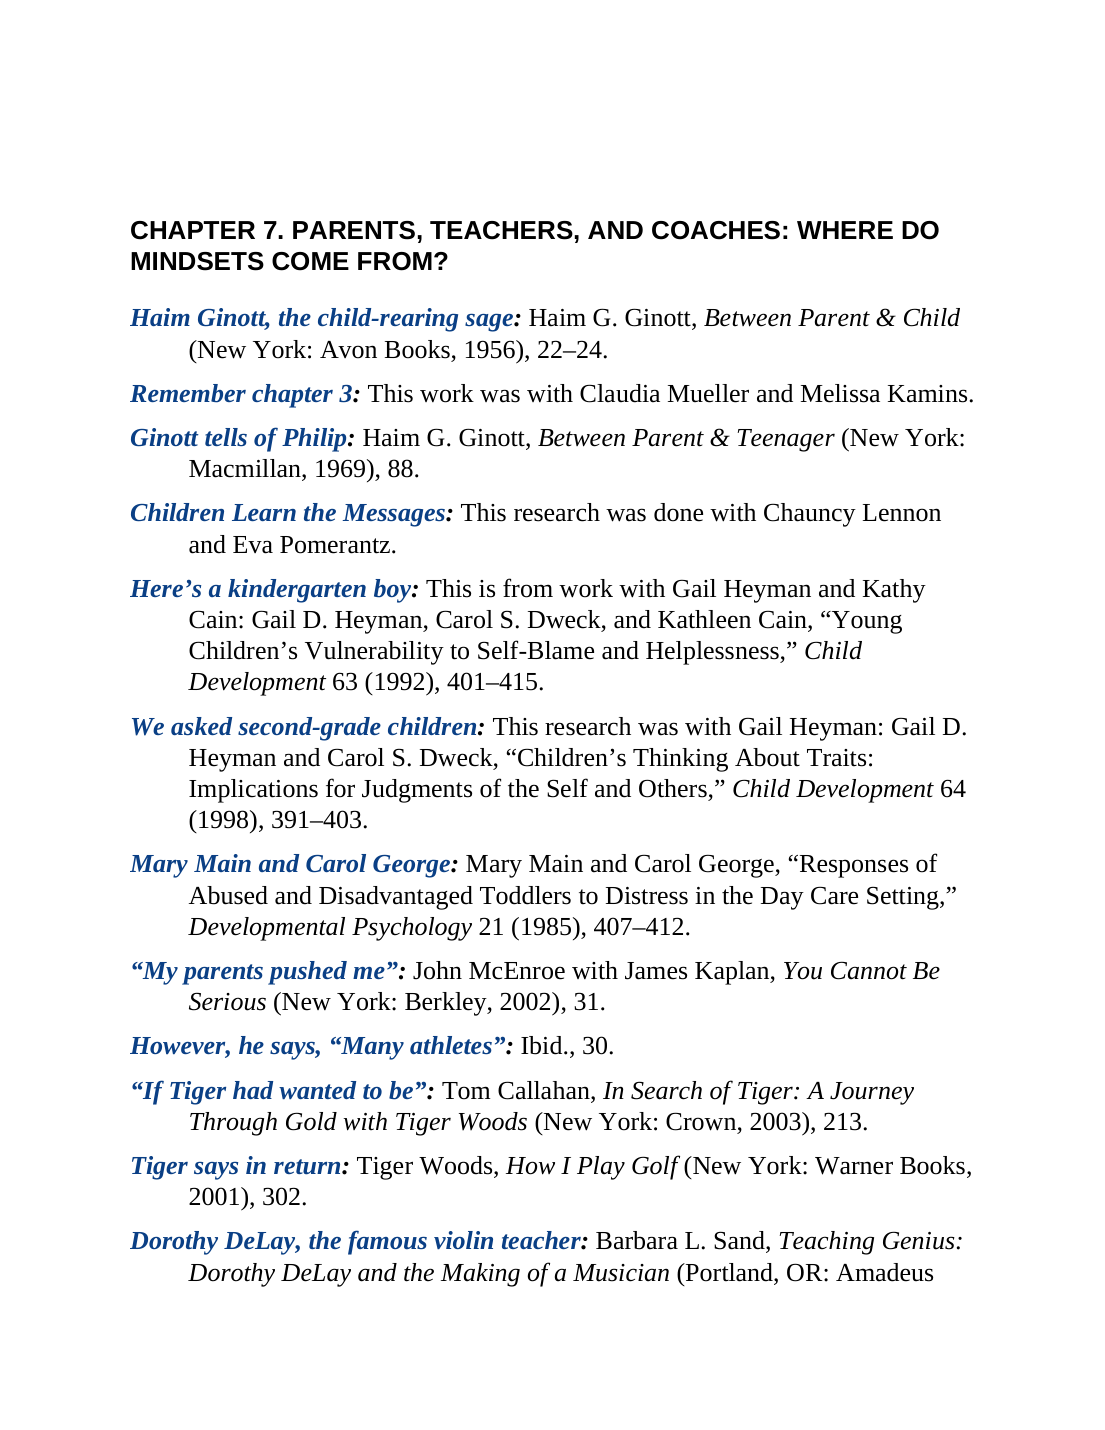 CHAPTER 7. PARENTS, TEACHERS, AND COACHES: WHERE DO
MINDSETS COME FROM?
Haim Ginott, the child-rearing sage: Haim G. Ginott, Between Parent & Child
(New York: Avon Books, 1956), 22–24.
Remember chapter 3: This work was with Claudia Mueller and Melissa Kamins.
Ginott tells of Philip: Haim G. Ginott, Between Parent & Teenager (New York:
Macmillan, 1969), 88.
Children Learn the Messages: This research was done with Chauncy Lennon
and Eva Pomerantz.
Here’s a kindergarten boy: This is from work with Gail Heyman and Kathy
Cain: Gail D. Heyman, Carol S. Dweck, and Kathleen Cain, “Young
Children’s Vulnerability to Self-Blame and Helplessness,” Child
Development 63 (1992), 401–415.
We asked second-grade children: This research was with Gail Heyman: Gail D.
Heyman and Carol S. Dweck, “Children’s Thinking About Traits:
Implications for Judgments of the Self and Others,” Child Development 64
(1998), 391–403.
Mary Main and Carol George: Mary Main and Carol George, “Responses of
Abused and Disadvantaged Toddlers to Distress in the Day Care Setting,”
Developmental Psychology 21 (1985), 407–412.
“My parents pushed me”: John McEnroe with James Kaplan, You Cannot Be
Serious (New York: Berkley, 2002), 31.
However, he says, “Many athletes”: Ibid., 30.
“If Tiger had wanted to be”: Tom Callahan, In Search of Tiger: A Journey
Through Gold with Tiger Woods (New York: Crown, 2003), 213.
Tiger says in return: Tiger Woods, How I Play Golf (New York: Warner Books,
2001), 302.
Dorothy DeLay, the famous violin teacher: Barbara L. Sand, Teaching Genius:
Dorothy DeLay and the Making of a Musician (Portland, OR: Amadeus